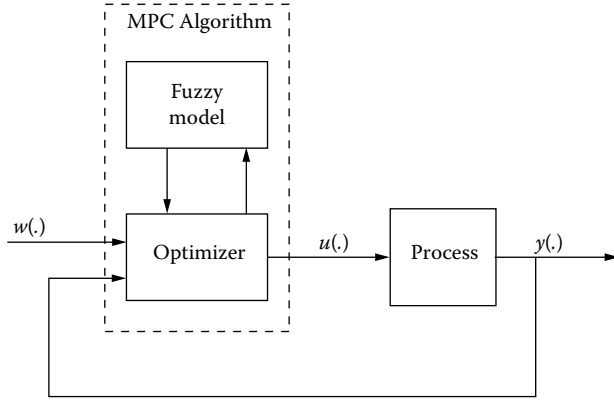 MPC Algorithm
Fuzzy
model
w(.)
Optimizer
u(.)
Process
y(.)